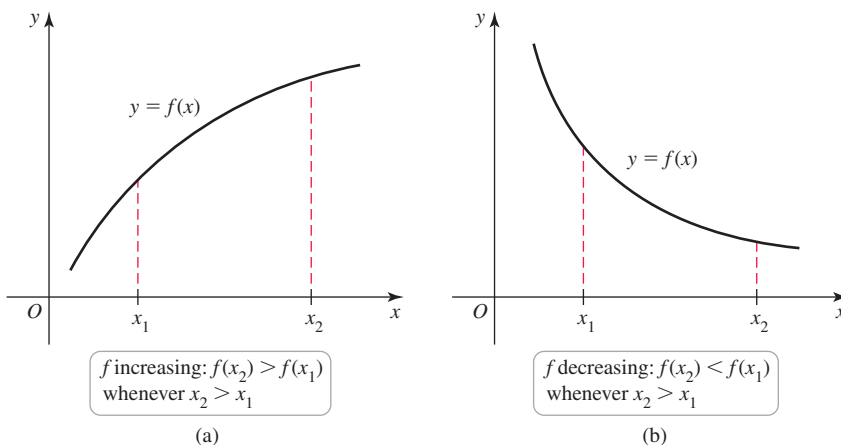 y
y = f(x)
O
x₁
x₂
x
f increasing: f(x₂) > f(x₁)
whenever x₂ > x₁
(a)
y
y = f(x)
O
x₁
x₂
x
f decreasing: f(x₂) < f(x₁)
whenever x₂ > x₁
(b)